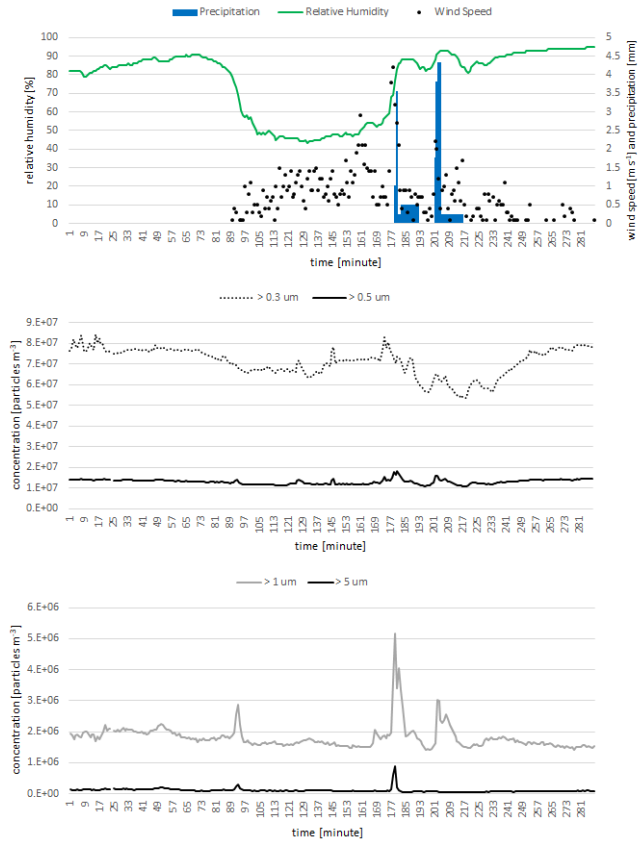 Precipitation Relative Humidity Wind Speed
relative humidity [%]
100
90
80
70
60
50
40
30
20
10
0
5
4.5
4
3.5
3
2.5
2
1.5
1
0.5
0
wind speed [m s⁻¹] and precipitation [mm]
1 9 17 25 33 41 49 57 65 73 81 89 97 105 113 121 129 137 145 153 161 169 177 185 193 201 209 217 225 233 241 249 257 265 273 281
time [minute]
> 0.3 um > 0.5 um
concentration [particles m⁻³]
9.E+07
8.E+07
7.E+07
6.E+07
5.E+07
4.E+07
3.E+07
2.E+07
1.E+07
0.E+00
1 9 17 25 33 41 49 57 65 73 81 89 97 105 113 121 129 137 145 153 161 169 177 185 193 201 209 217 225 233 241 249 257 265 273 281
time [minute]
> 1 um > 5 um
concentration [particles m⁻³]
6.E+06
5.E+06
4.E+06
3.E+06
2.E+06
1.E+06
0.E+00
1 9 17 25 33 41 49 57 65 73 81 89 97 105 113 121 129 137 145 153 161 169 177 185 193 201 209 217 225 233 241 249 257 265 273 281
time [minute]